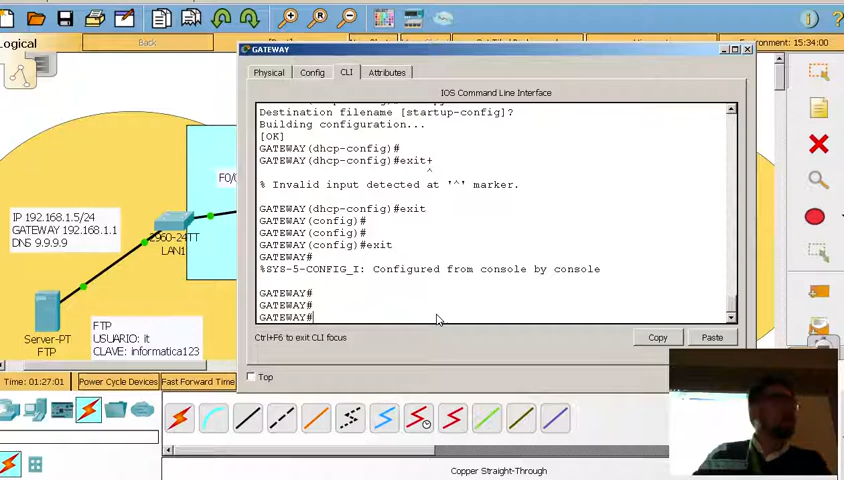 Logical
Back
Environment: 15:34:00
GATEWAY
Physical
Config
CLI
Attributes
IOS Command Line Interface
Destination filename [startup-config]?
Building configuration...
[OK]
GATEWAY(dhcp-config)#
GATEWAY(dhcp-config)#exit+
^
% Invalid input detected at '^' marker.
GATEWAY(dhcp-config)#exit
GATEWAY(config)#
GATEWAY(config)#
GATEWAY(config)#exit
GATEWAY#
%SYS-5-CONFIG_I: Configured from console by console
GATEWAY#
GATEWAY#
GATEWAY#
Ctrl+F6 to exit CLI focus
Copy
Paste
Top
F0/0
IP 192.168.1.5/24
GATEWAY 192.168.1.1
DNS 9.9.9.9
2960-24TT
LAN1
Server-PT
FTP
FTP
USUARIO: it
CLAVE: informatica123
Time: 01:27:01
Power Cycle Devices
Fast Forward Time
Copper Straight-Through